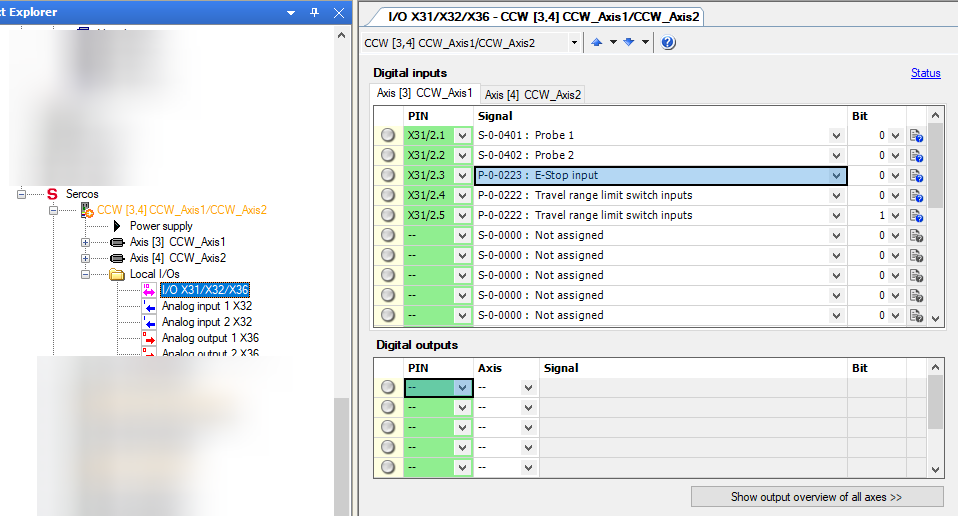 ct Explorer
Sercos
CCW [3,4] CCW_Axis1/CCW_Axis2
Power supply
Axis [3] CCW_Axis1
Axis [4] CCW_Axis2
Local I/Os
I/O X31/X32/X36
Analog input 1 X32
Analog input 2 X32
Analog output 1 X36
Analog output 2 X36
I/O X31/X32/X36 - CCW [3,4] CCW_Axis1/CCW_Axis2
CCW [3,4] CCW_Axis1/CCW_Axis2
Digital inputs Status
Axis [3] CCW_Axis1 Axis [4] CCW_Axis2
PIN Signal Bit
X31/2.1 S-0-0401 : Probe 1 0
X31/2.2 S-0-0402 : Probe 2 0
X31/2.3 P-0-0223 : E-Stop input
X31/2.4 P-0-0222 : Travel range limit switch inputs 0
X31/2.5 P-0-0222 : Travel range limit switch inputs 1
-- S-0-0000 : Not assigned 0
-- S-0-0000 : Not assigned 0
-- S-0-0000 : Not assigned 0
-- S-0-0000 : Not assigned 0
-- S-0-0000 : Not assigned 0
Digital outputs
PIN Axis Signal Bit
-- --
-- --
-- --
-- --
-- --
Show output overview of all axes >>